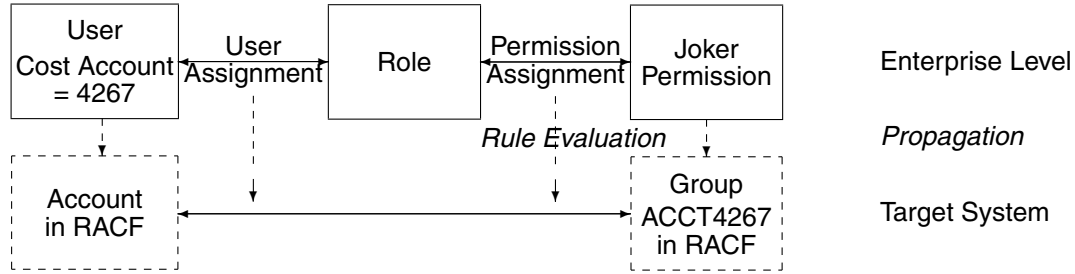 User
Cost Account
= 4267
User
Assignment
Role
Permission
Assignment
Joker
Permission
Enterprise Level
Rule Evaluation
Propagation
Account
in RACF
Group
ACCT4267
in RACF
Target System